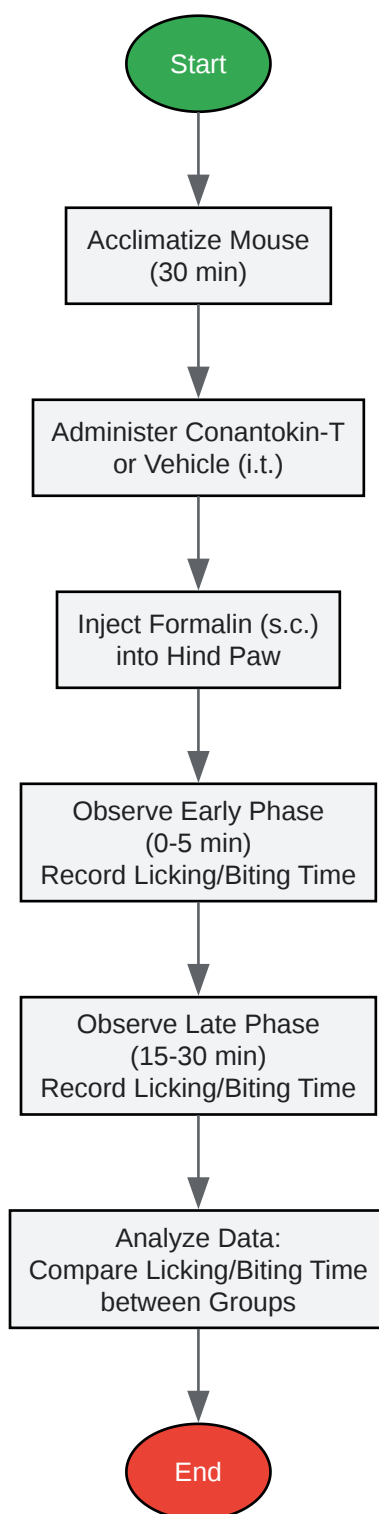 Start
Acclimatize Mouse
(30 min)
Administer Conantokin-T
or Vehicle (i.t.)
Inject Formalin (s.c.)
into Hind Paw
Observe Early Phase
(0-5 min)
Record Licking/Biting Time
Observe Late Phase
(15-30 min)
Record Licking/Biting Time
Analyze Data:
Compare Licking/Biting Time
between Groups
End